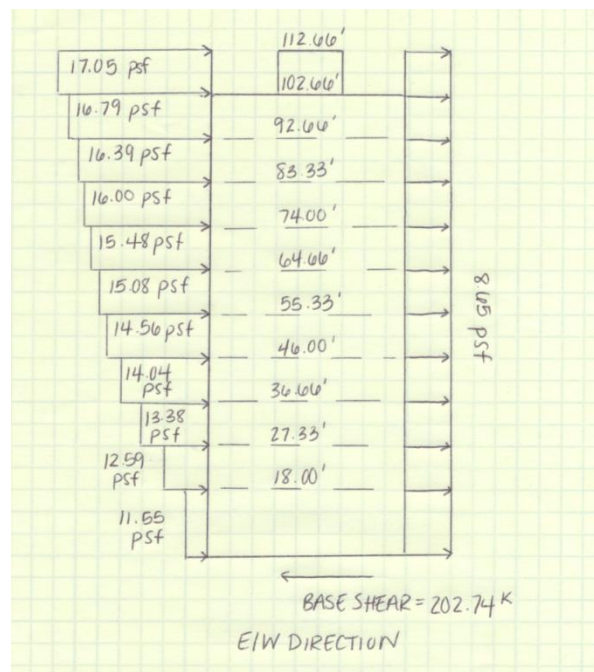 112.66'
17.05 psf
102.66'
16.79 psf
92.66'
16.39 psf
83.33'
16.00 psf
74.00'
15.48 psf
64.66'
15.08 psf
55.33'
14.56 psf
46.00'
8.65 psf
14.04
psf
36.66'
13.38
psf
27.33'
12.59
psf
18.00'
11.55
psf
BASE SHEAR = 202.74 K
E/W DIRECTION